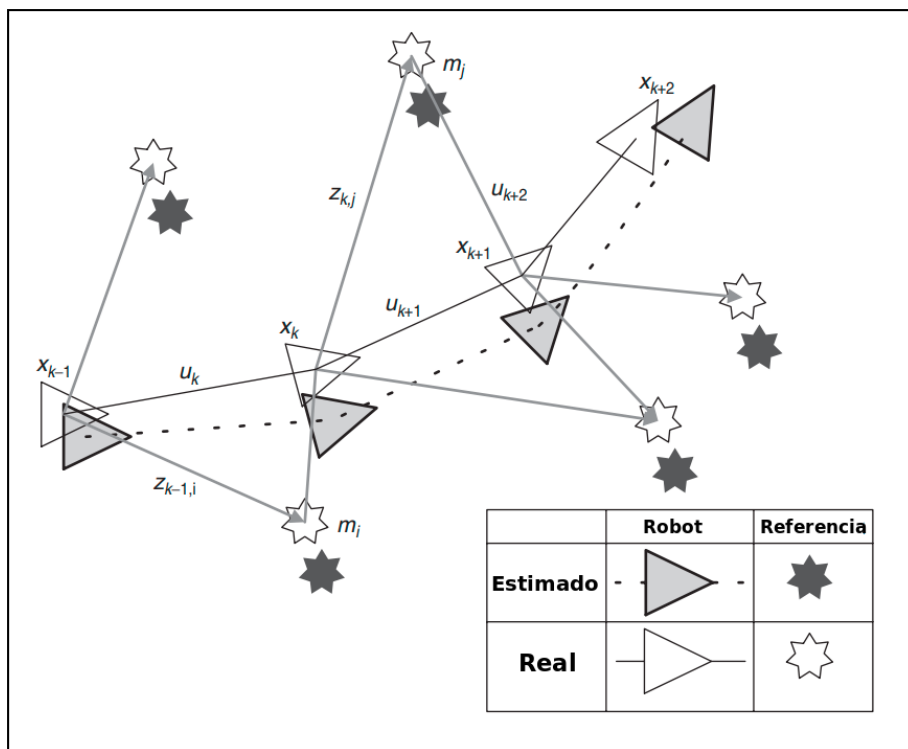 m_j
x_{k+2}
z_{k,j}
u_{k+2}
x_{k+1}
u_{k+1}
x_k
x_{k−1}
u_k
z_{k−1,i}
m_i
Robot Referencia
Estimado
Real